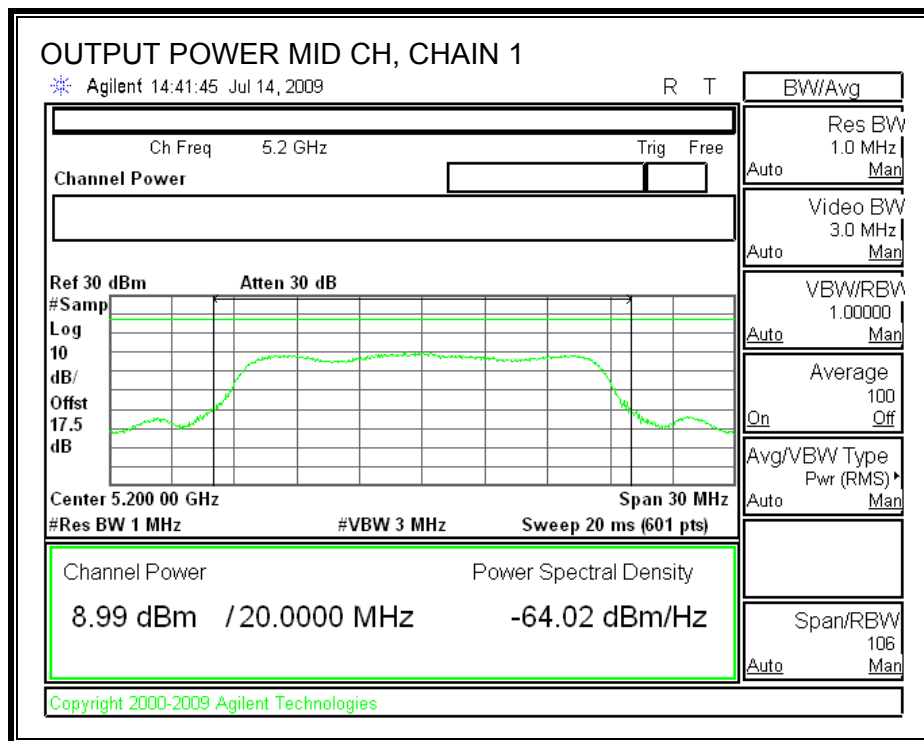 OUTPUT POWER MID CH, CHAIN 1
Agilent 14:41:45 Jul 14, 2009 R T
Ch Freq 5.2 GHz Trig Free
Channel Power
Ref 30 dBm Atten 30 dB
#Samp
Log
10
dB/
Offst
17.5
dB
Center 5.200 00 GHz Span 30 MHz
#Res BW 1 MHz #VBW 3 MHz Sweep 20 ms (601 pts)
Channel Power Power Spectral Density
8.99 dBm / 20.0000 MHz -64.02 dBm/Hz
Copyright 2000-2009 Agilent Technologies
BW/Avg
Res BW
1.0 MHz
Auto Man
Video BW
3.0 MHz
Auto Man
VBW/RBW
1.00000
Auto Man
Average
100
On Off
Avg/VBW Type
Pwr (RMS)
Auto Man
Span/RBW
106
Auto Man